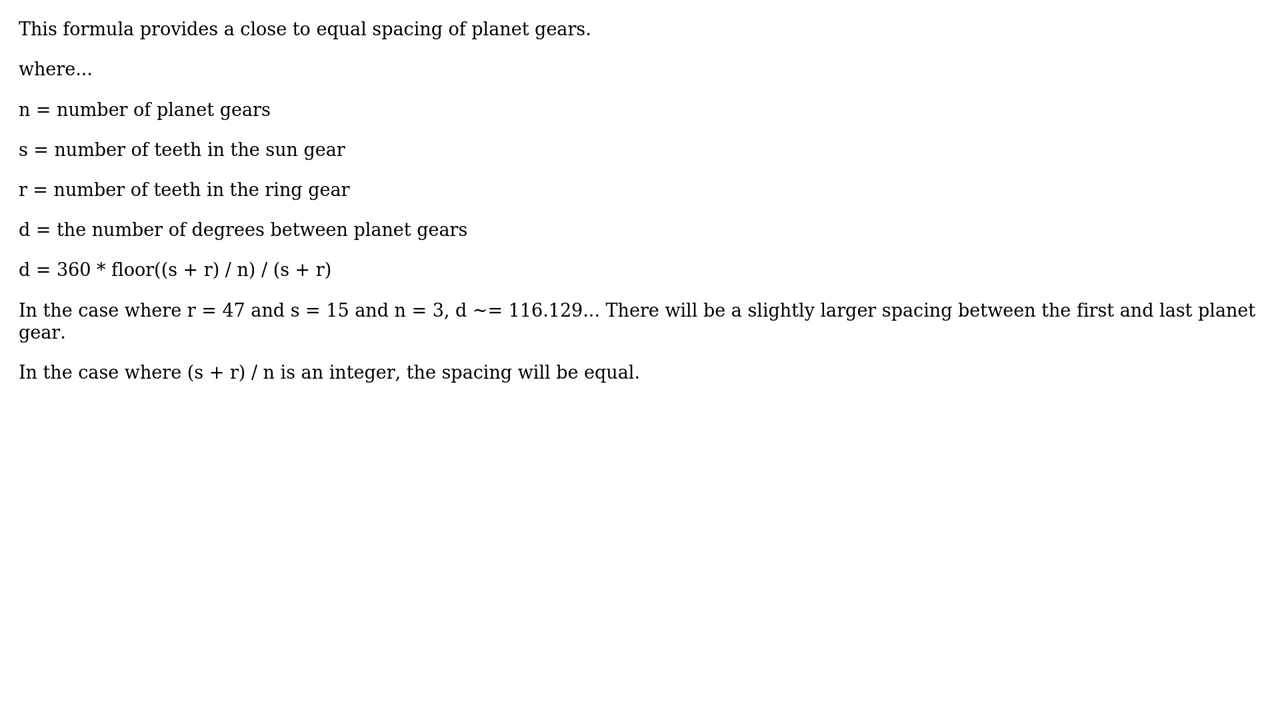 This formula provides a close to equal spacing of planet gears.
where...
n = number of planet gears
s = number of teeth in the sun gear
r = number of teeth in the ring gear
d = the number of degrees between planet gears
d = 360 * floor((s + r) / n) / (s + r)
In the case where r = 47 and s = 15 and n = 3, d ~= 116.129... There will be a slightly larger spacing between the first and last planet
gear.
In the case where (s + r) / n is an integer, the spacing will be equal.